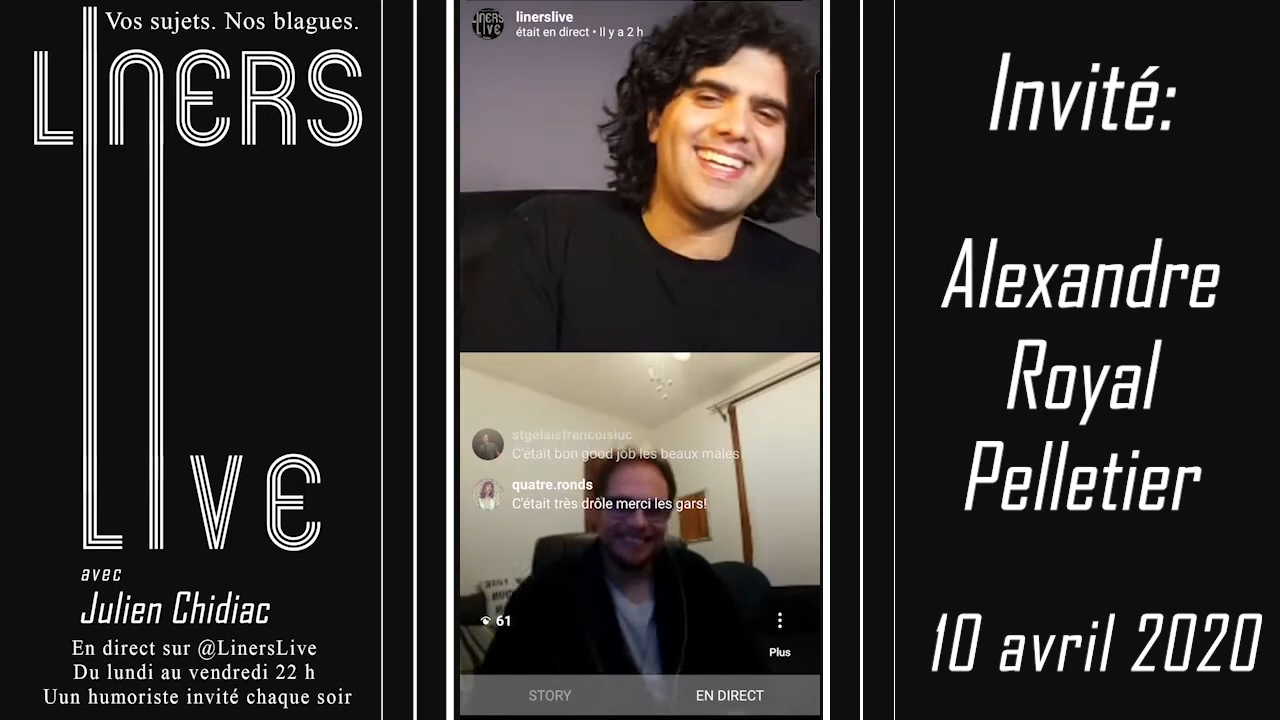 Vos sujets. Nos blagues.
LINERS
LIVE
avec
Julien Chidiac
En direct sur @LinersLive
Du lundi au vendredi 22 h
Uun humoriste invité chaque soir
LINERS
LIVE
linerslive
était en direct • Il y a 2 h
stgelaisfrancoisluc
C'était bon good job les beaux mâles
quatre.ronds
C'était très drôle merci les gars!
61
Plus
STORY
EN DIRECT
Invité:
Alexandre
Royal
Pelletier
10 avril 2020